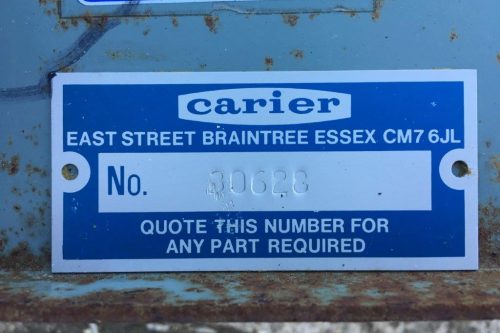 carier
EAST STREET BRAINTREE ESSEX CM7 6JL
No. 30628
QUOTE THIS NUMBER FOR
ANY PART REQUIRED